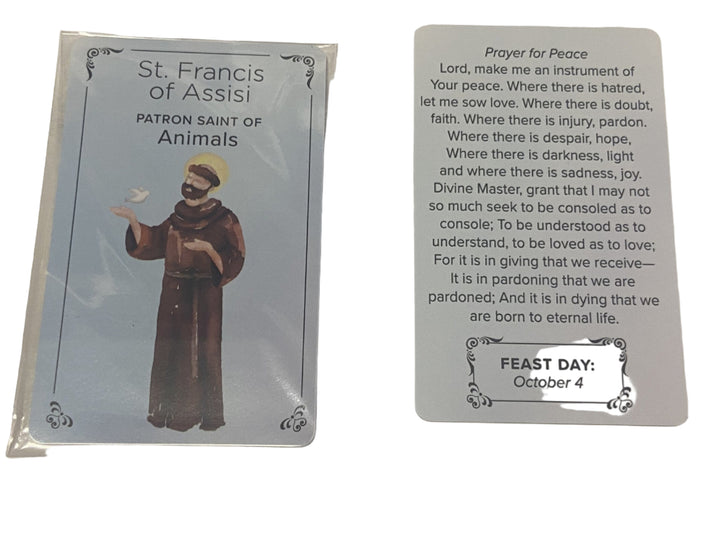 St. Francis
of Assisi
PATRON SAINT OF
Animals
Prayer for Peace
Lord, make me an instrument of
Your peace. Where there is hatred,
let me sow love. Where there is doubt,
faith. Where there is injury, pardon.
Where there is despair, hope,
Where there is darkness, light
and where there is sadness, joy.
Divine Master, grant that I may not
so much seek to be consoled as to
console; To be understood as to
understand, to be loved as to love;
For it is in giving that we receive—
It is in pardoning that we are
pardoned; And it is in dying that we
are born to eternal life.
FEAST DAY:
October 4